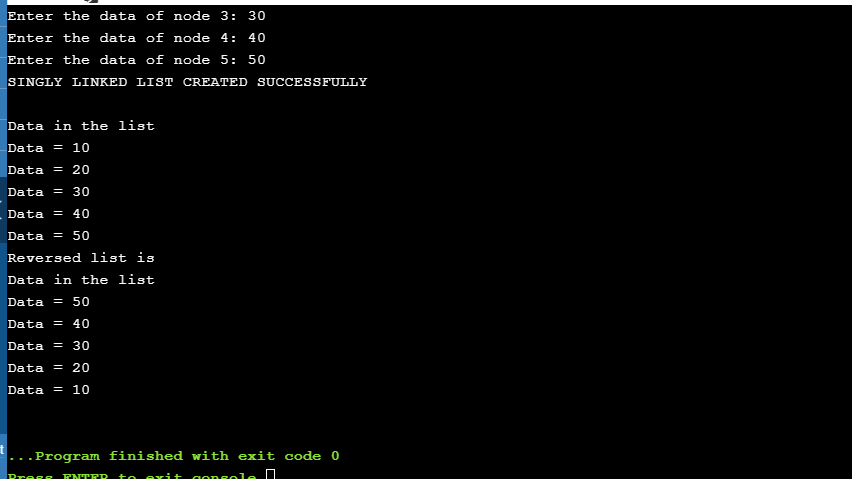 Enter the data of node 3: 30
Enter the data of node 4: 40
Enter the data of node 5: 50
SINGLY LINKED LIST CREATED SUCCESSFULLY
Data in the list
Data = 10
Data = 20
Data = 30
Data = 40
Data = 50
Reversed list is
Data in the list
Data = 50
Data = 40
Data = 30
Data = 20
Data = 10
t
...Program finished with exit code 0
Press ENTER to exit console.